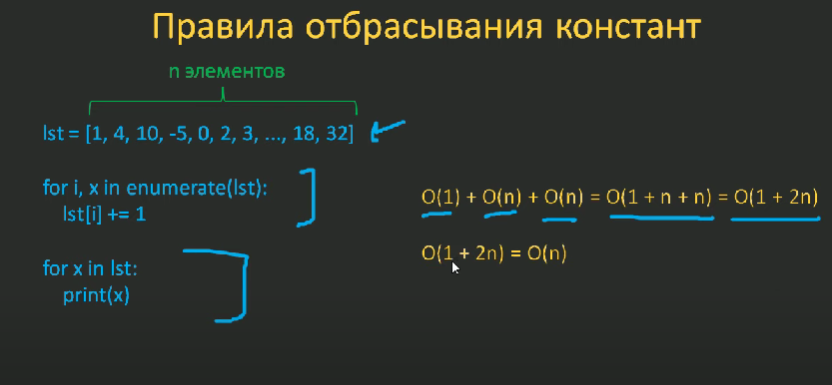 Правила отбрасывания констант
n элементов
lst = [1, 4, 10, -5, 0, 2, 3, ..., 18, 32]
for i, x in enumerate(lst):
lst[i] += 1
for x in lst:
print(x)
O(1) + O(n) + O(n) = O(1 + n + n) = O(1 + 2n)
O(1 + 2n) = O(n)